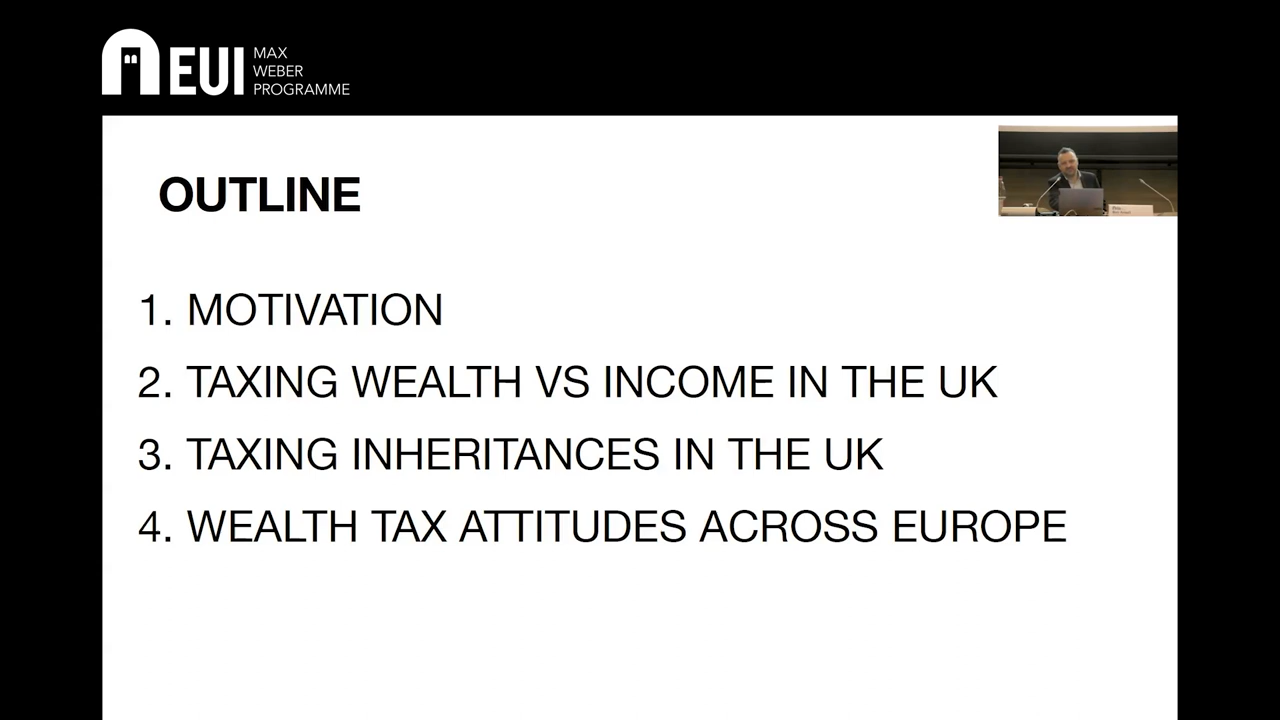 EUI
MAX
WEBER
PROGRAMME
OUTLINE
1. MOTIVATION
2. TAXING WEALTH VS INCOME IN THE UK
3. TAXING INHERITANCES IN THE UK
4. WEALTH TAX ATTITUDES ACROSS EUROPE